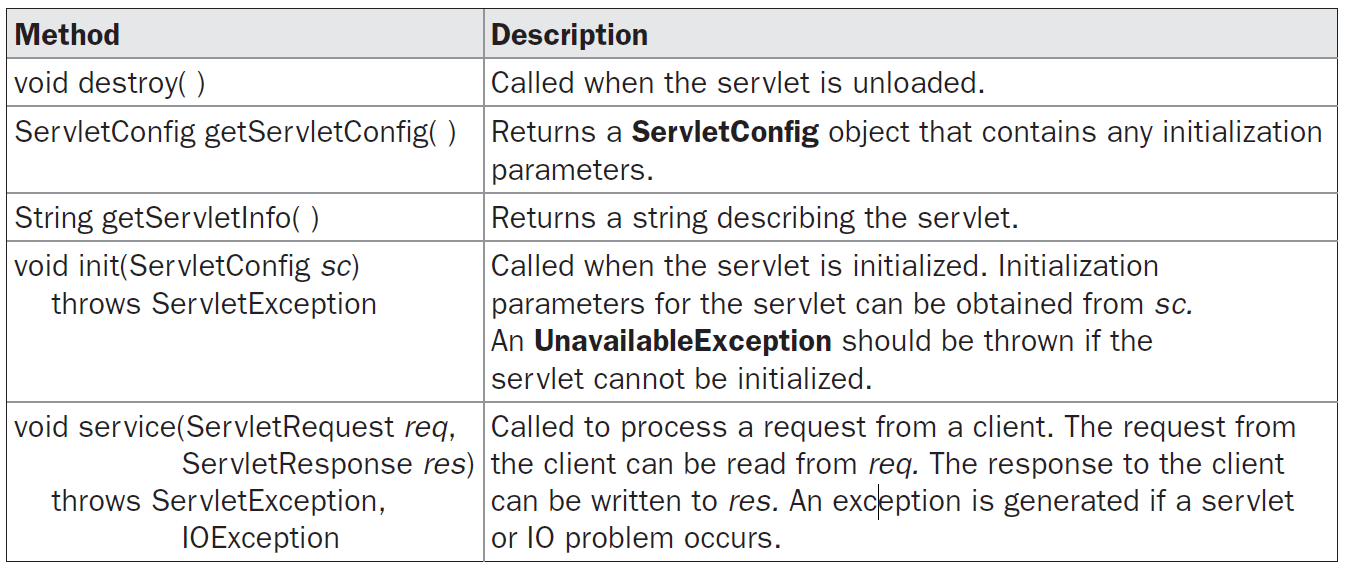 Method Description
void destroy( ) Called when the servlet is unloaded.
ServletConfig getServletConfig( ) Returns a ServletConfig object that contains any initialization
parameters.
String getServletInfo( ) Returns a string describing the servlet.
void init(ServletConfig sc) Called when the servlet is initialized. Initialization
throws ServletException parameters for the servlet can be obtained from sc.
An UnavailableException should be thrown if the
servlet cannot be initialized.
void service(ServletRequest req, Called to process a request from a client. The request from
ServletResponse res) the client can be read from req. The response to the client
throws ServletException, can be written to res. An exception is generated if a servlet
IOException or IO problem occurs.